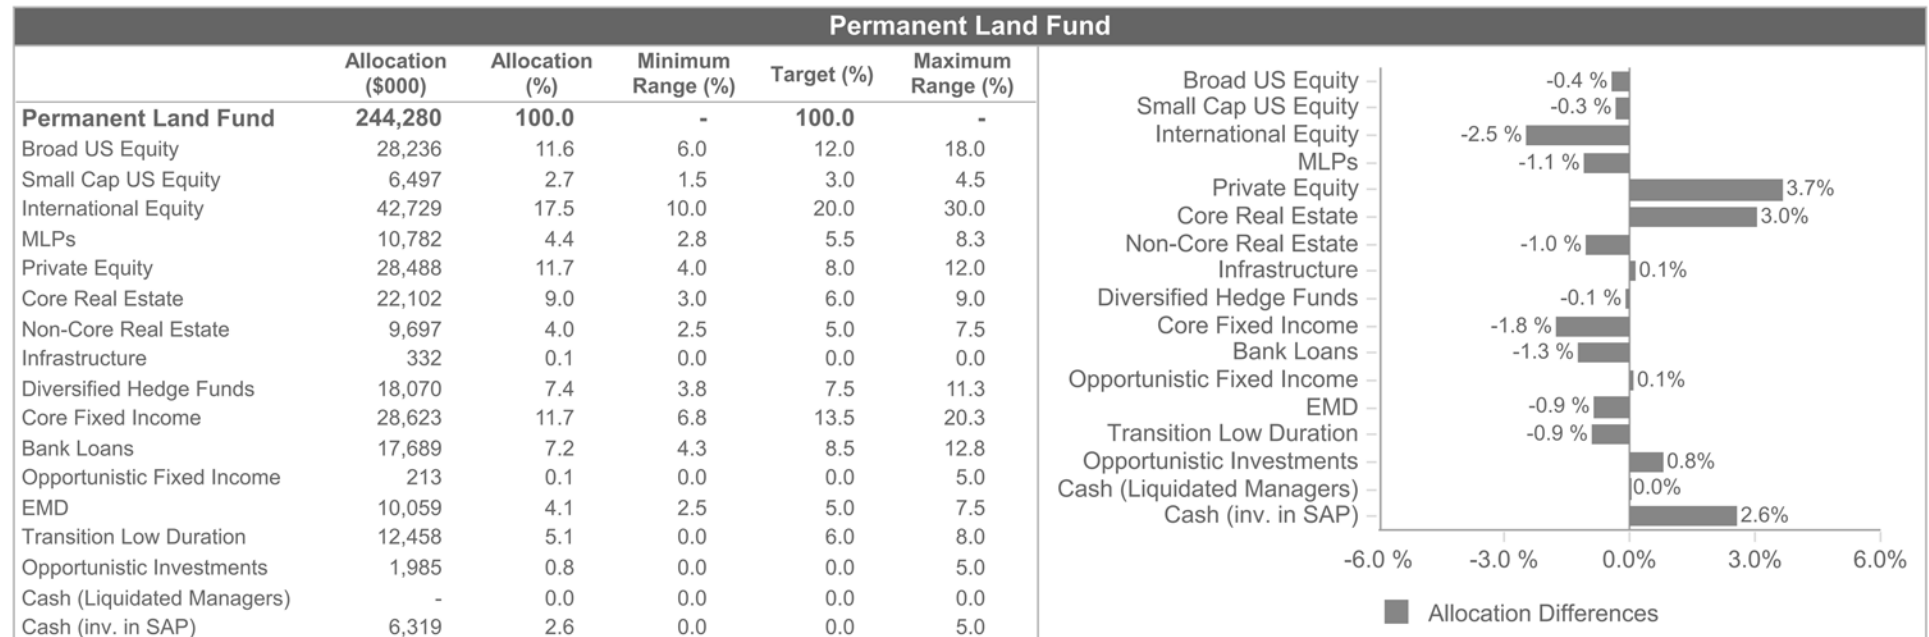 Permanent Land Fund
Allocation ($000) Allocation (%) Minimum Range (%) Target (%) Maximum Range (%)
Permanent Land Fund 244,280 100.0 - 100.0 -
Broad US Equity 28,236 11.6 6.0 12.0 18.0
Small Cap US Equity 6,497 2.7 1.5 3.0 4.5
International Equity 42,729 17.5 10.0 20.0 30.0
MLPs 10,782 4.4 2.8 5.5 8.3
Private Equity 28,488 11.7 4.0 8.0 12.0
Core Real Estate 22,102 9.0 3.0 6.0 9.0
Non-Core Real Estate 9,697 4.0 2.5 5.0 7.5
Infrastructure 332 0.1 0.0 0.0 0.0
Diversified Hedge Funds 18,070 7.4 3.8 7.5 11.3
Core Fixed Income 28,623 11.7 6.8 13.5 20.3
Bank Loans 17,689 7.2 4.3 8.5 12.8
Opportunistic Fixed Income 213 0.1 0.0 0.0 5.0
EMD 10,059 4.1 2.5 5.0 7.5
Transition Low Duration 12,458 5.1 0.0 6.0 8.0
Opportunistic Investments 1,985 0.8 0.0 0.0 5.0
Cash (Liquidated Managers) - 0.0 0.0 0.0 0.0
Cash (inv. in SAP) 6,319 2.6 0.0 0.0 5.0
Broad US Equity -0.4 %
Small Cap US Equity -0.3 %
International Equity -2.5 %
MLPs -1.1 %
Private Equity 3.7%
Core Real Estate 3.0%
Non-Core Real Estate -1.0 %
Infrastructure 0.1%
Diversified Hedge Funds -0.1 %
Core Fixed Income -1.8 %
Bank Loans -1.3 %
Opportunistic Fixed Income 0.1%
EMD -0.9 %
Transition Low Duration -0.9 %
Opportunistic Investments 0.8%
Cash (Liquidated Managers) 0.0%
Cash (inv. in SAP) 2.6%
-6.0 % -3.0 % 0.0% 3.0% 6.0%
Allocation Differences